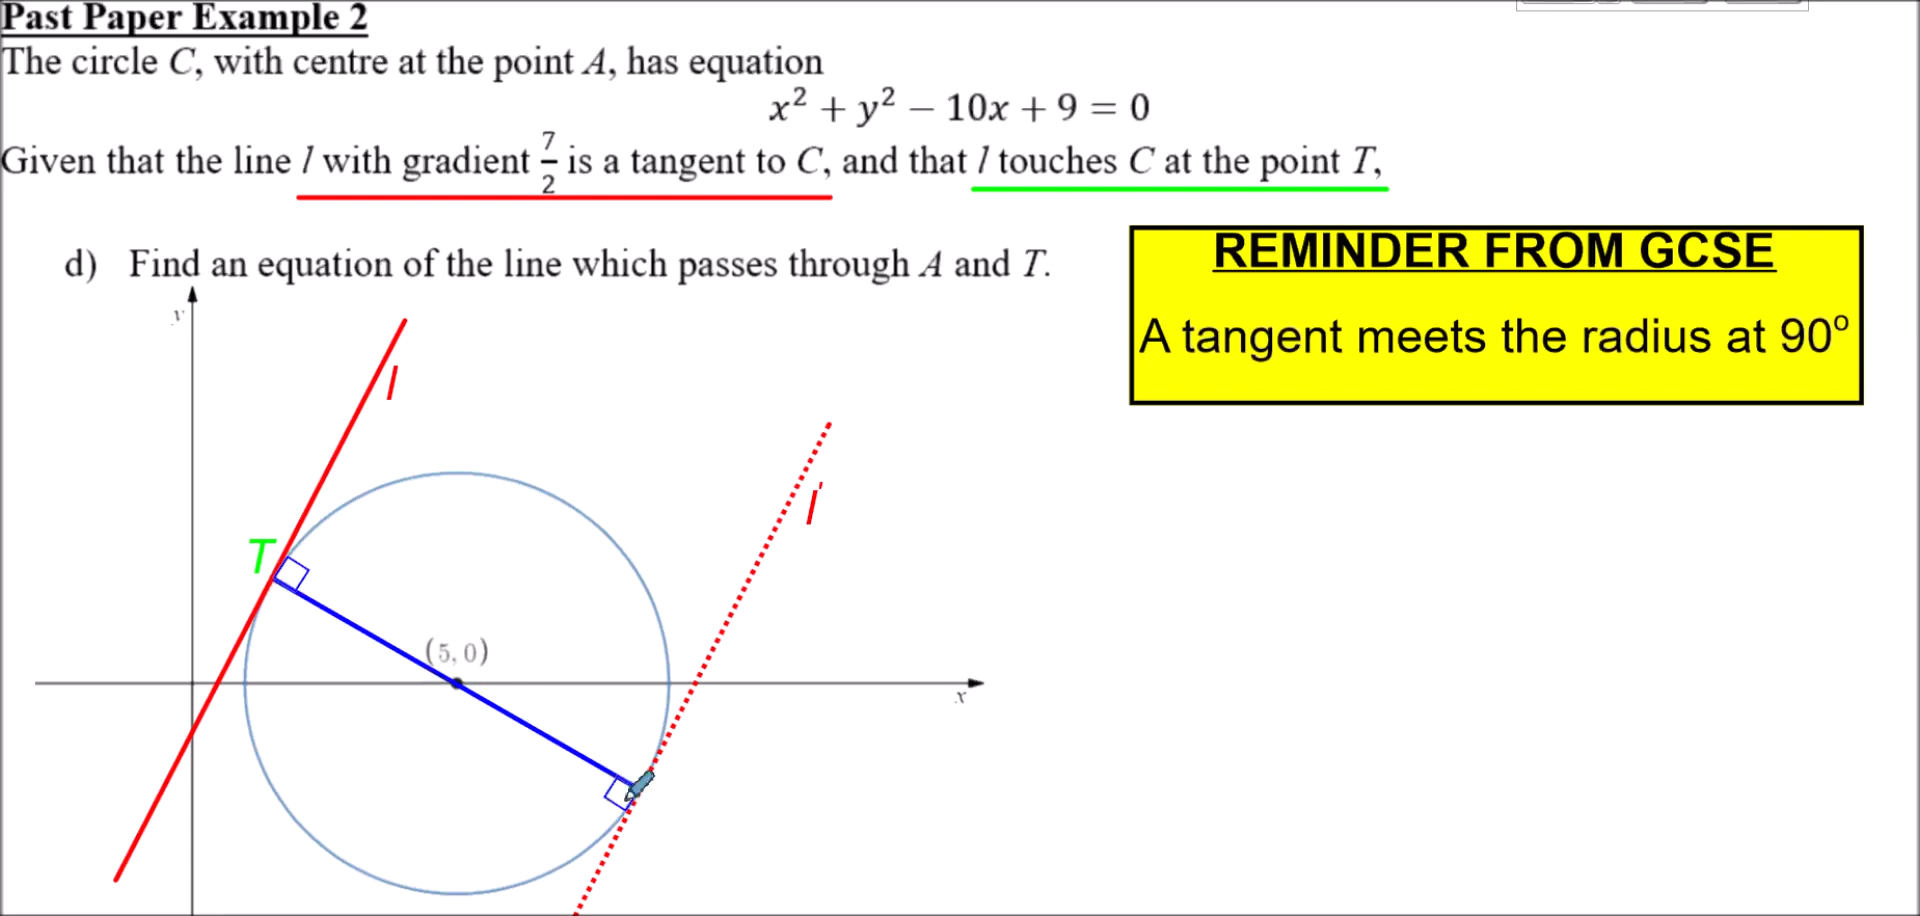 Past Paper Example 2
The circle C, with centre at the point A, has equation
x² + y² − 10x + 9 = 0
Given that the line l with gradient 7/2 is a tangent to C, and that l touches C at the point T,
d) Find an equation of the line which passes through A and T.
REMINDER FROM GCSE
A tangent meets the radius at 90°
y
l
l'
T
(5, 0)
x